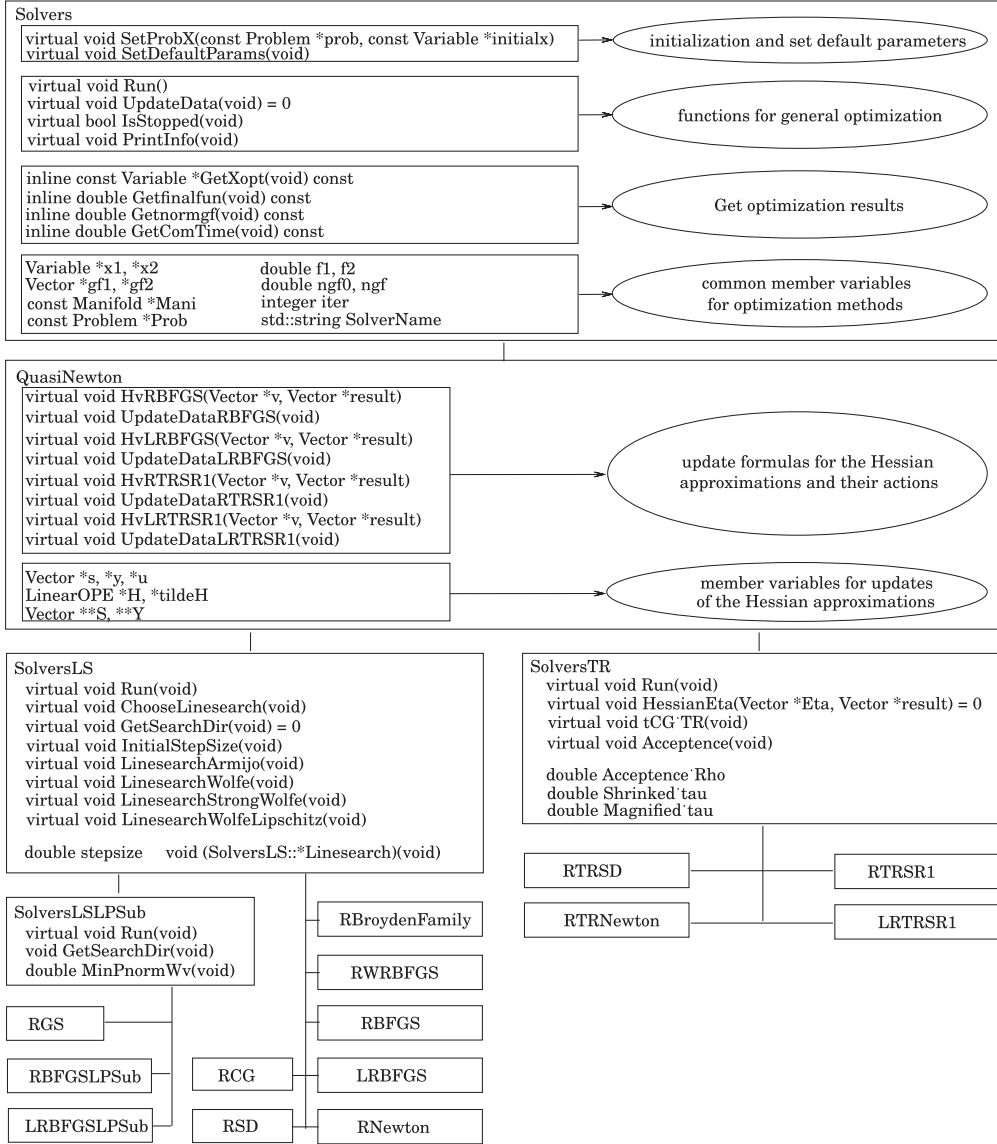 Solvers
virtual void SetProbX(const Problem *prob, const Variable *initialx)
virtual void SetDefaultParams(void)
initialization and set default parameters
virtual void Run()
virtual void UpdateData(void) = 0
virtual bool IsStopped(void)
virtual void PrintInfo(void)
functions for general optimization
inline const Variable *GetXopt(void) const
inline double Getfinalfun(void) const
inline double Getnormgf(void) const
inline double GetComTime(void) const
Get optimization results
Variable *x1, *x2 double f1, f2
Vector *gf1, *gf2 double ngf0, ngf
const Manifold *Mani integer iter
const Problem *Prob std::string SolverName
common member variables
for optimization methods
QuasiNewton
virtual void HvRBFGS(Vector *v, Vector *result)
virtual void UpdateDataRBFGS(void)
virtual void HvLRBFGS(Vector *v, Vector *result)
virtual void UpdateDataLRBFGS(void)
virtual void HvRTRSR1(Vector *v, Vector *result)
virtual void UpdateDataRTRSR1(void)
virtual void HvLRTRSR1(Vector *v, Vector *result)
virtual void UpdateDataLRTRSR1(void)
update formulas for the Hessian
approximations and their actions
Vector *s, *y, *u
LinearOPE *H, *tildeH
Vector **S, **Y
member variables for updates
of the Hessian approximations
SolversLS
virtual void Run(void)
virtual void ChooseLinesearch(void)
virtual void GetSearchDir(void) = 0
virtual void InitialStepSize(void)
virtual void LinesearchArmijo(void)
virtual void LinesearchWolfe(void)
virtual void LinesearchStrongWolfe(void)
virtual void LinesearchWolfeLipschitz(void)
double stepsize void (SolversLS::*Linesearch)(void)
SolversTR
virtual void Run(void)
virtual void HessianEta(Vector *Eta, Vector *result) = 0
virtual void tCG˙TR(void)
virtual void Acceptence(void)
double Acceptence˙Rho
double Shrinked˙tau
double Magnified˙tau
RTRSD
RTRSR1
RTRNewton
LRTRSR1
SolversLSLPSub
virtual void Run(void)
void GetSearchDir(void)
double MinPnormWv(void)
RBroydenFamily
RWRBFGS
RGS
RBFGS
RBFGSLPSub
RCG
LRBFGS
LRBFGSLPSub
RSD
RNewton